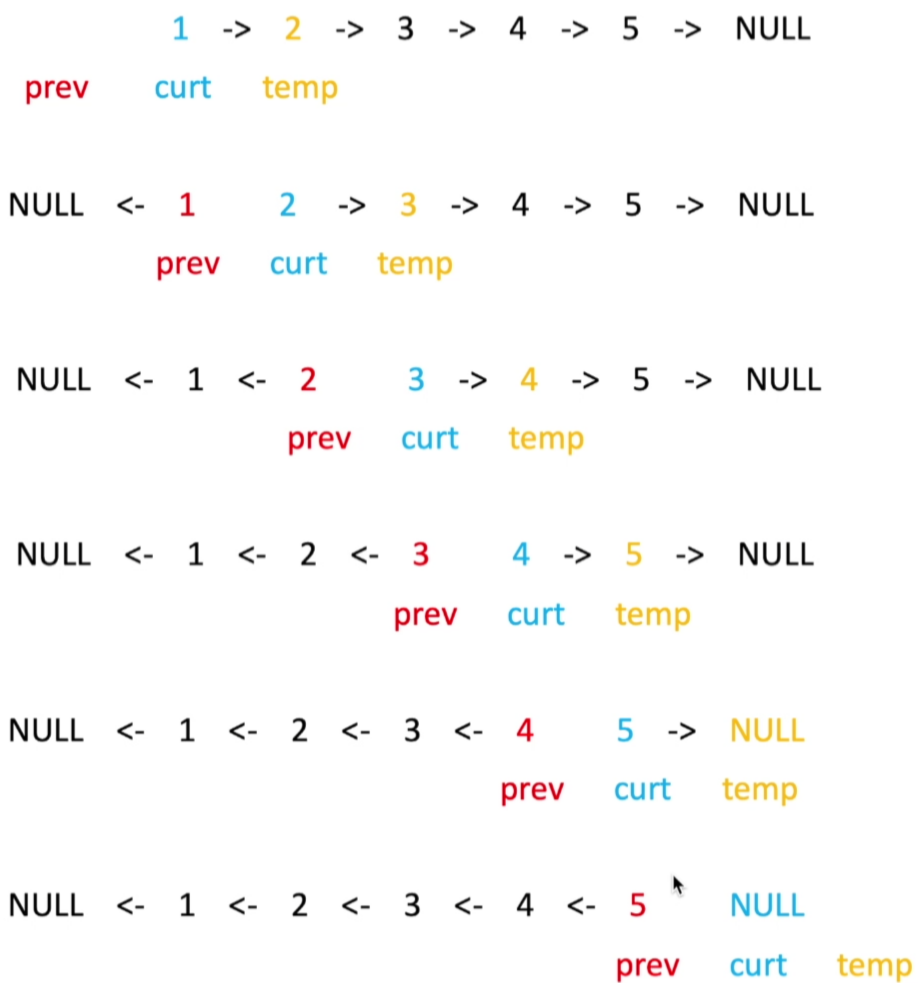 1 -> 2 -> 3 -> 4 -> 5 -> NULL
prev curt temp
NULL <- 1 2 -> 3 -> 4 -> 5 -> NULL
prev curt temp
NULL <- 1 <- 2 3 -> 4 -> 5 -> NULL
prev curt temp
NULL <- 1 <- 2 <- 3 4 -> 5 -> NULL
prev curt temp
NULL <- 1 <- 2 <- 3 <- 4 5 -> NULL
prev curt temp
NULL <- 1 <- 2 <- 3 <- 4 <- 5 NULL
prev curt temp